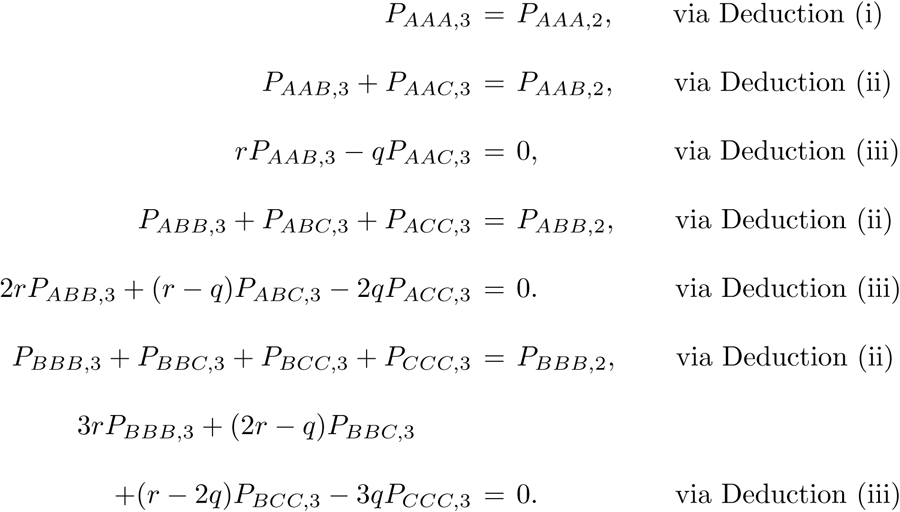 P_{AAA,3} = P_{AAA,2}, via Deduction (i)
P_{AAB,3} + P_{AAC,3} = P_{AAB,2}, via Deduction (ii)
rP_{AAB,3} − qP_{AAC,3} = 0, via Deduction (iii)
P_{ABB,3} + P_{ABC,3} + P_{ACC,3} = P_{ABB,2}, via Deduction (ii)
2rP_{ABB,3} + (r − q)P_{ABC,3} − 2qP_{ACC,3} = 0. via Deduction (iii)
P_{BBB,3} + P_{BBC,3} + P_{BCC,3} + P_{CCC,3} = P_{BBB,2}, via Deduction (ii)
3rP_{BBB,3} + (2r − q)P_{BBC,3}
+(r − 2q)P_{BCC,3} − 3qP_{CCC,3} = 0. via Deduction (iii)